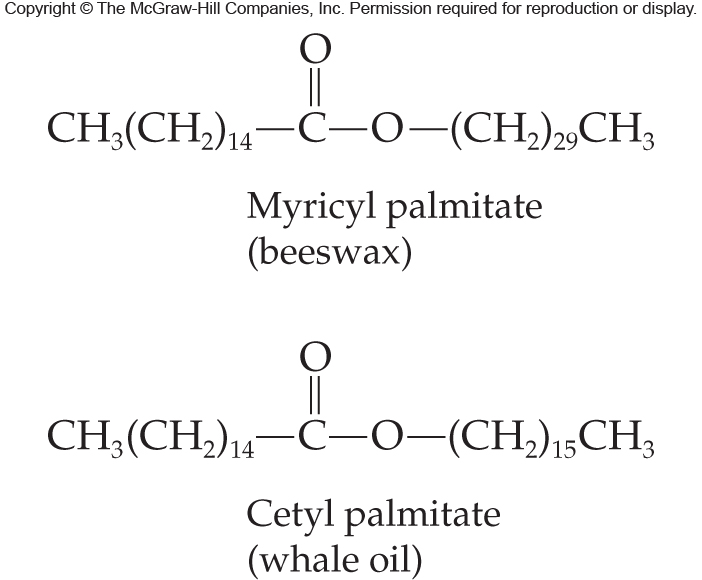 Copyright © The McGraw-Hill Companies, Inc. Permission required for reproduction or display.
O
CH₃(CH₂)₁₄—C—O—(CH₂)₂₉CH₃
Myricyl palmitate
(beeswax)
O
CH₃(CH₂)₁₄—C—O—(CH₂)₁₅CH₃
Cetyl palmitate
(whale oil)